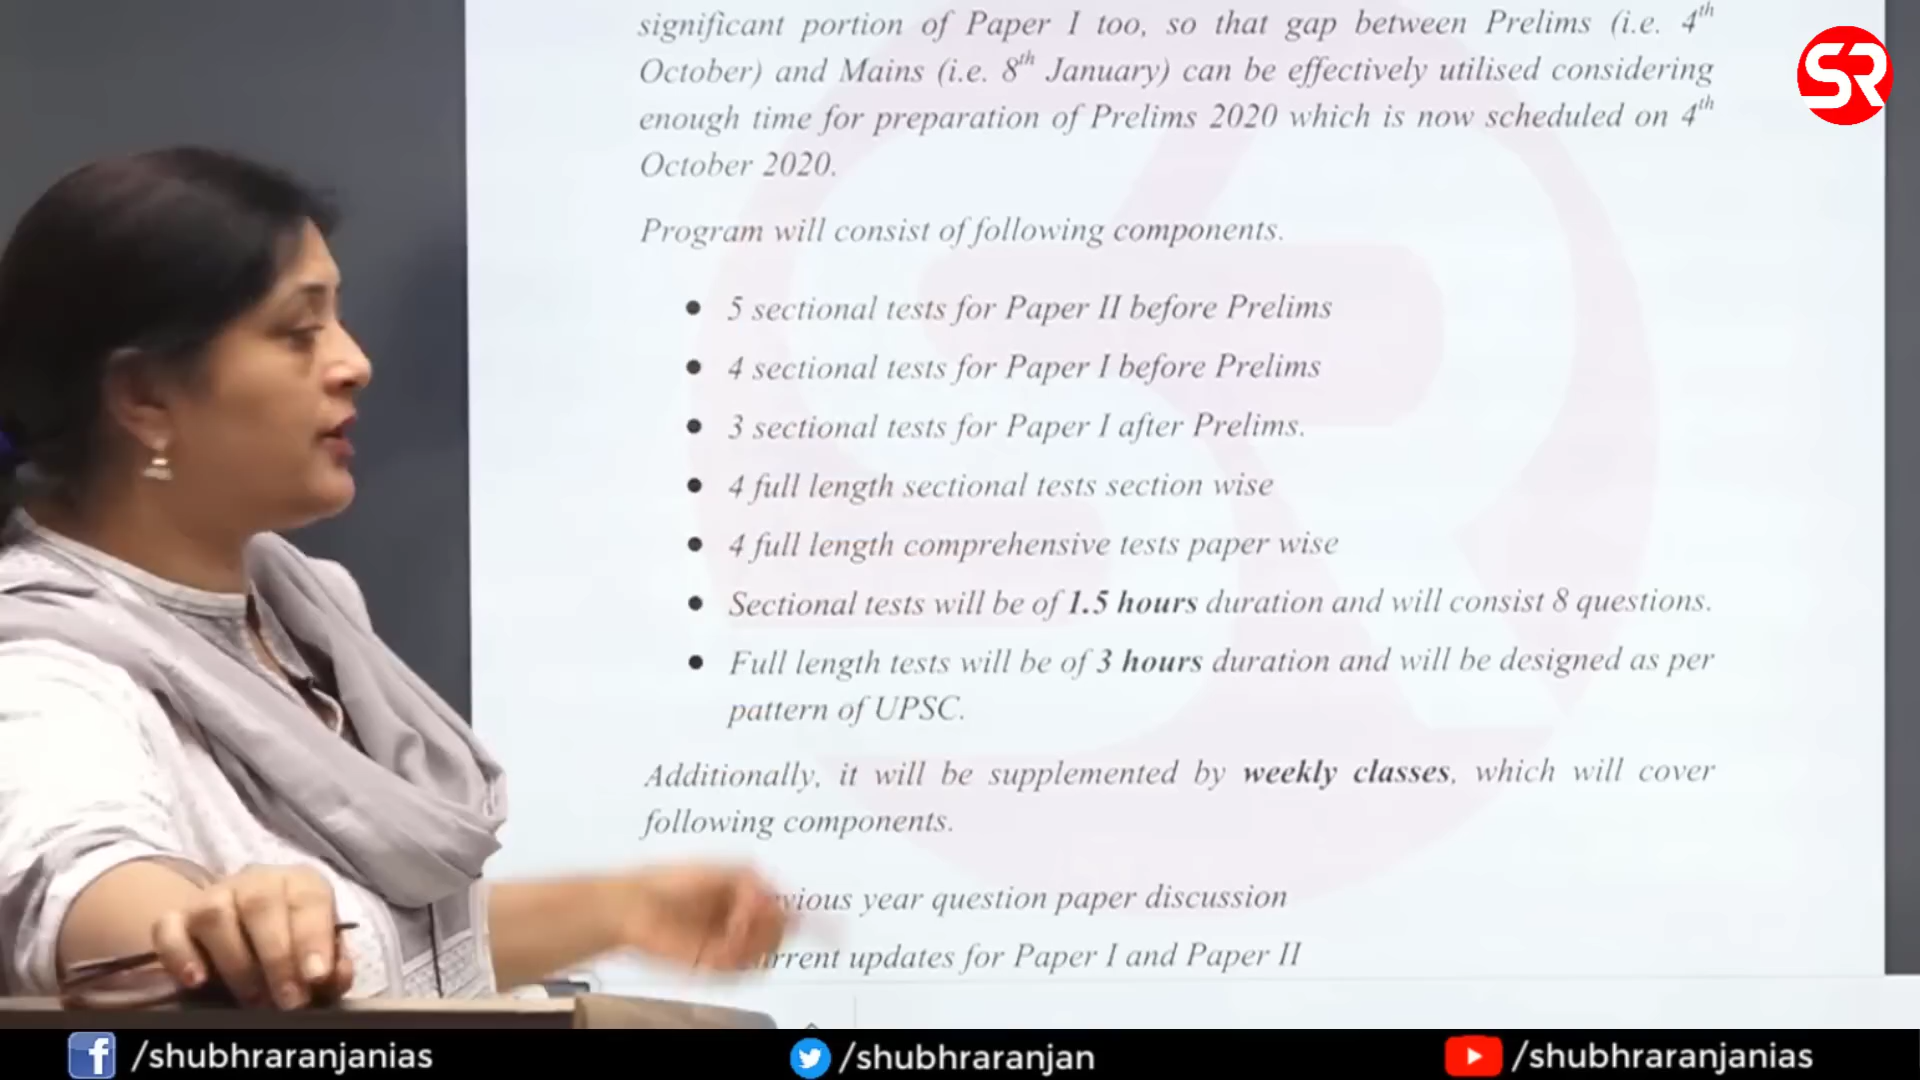 significant portion of Paper I too, so that gap between Prelims (i.e. 4th
October) and Mains (i.e. 8th January) can be effectively utilised considering
enough time for preparation of Prelims 2020 which is now scheduled on 4th
October 2020.
SR
Program will consist of following components.
● 5 sectional tests for Paper II before Prelims
● 4 sectional tests for Paper I before Prelims
● 3 sectional tests for Paper I after Prelims.
● 4 full length sectional tests section wise
● 4 full length comprehensive tests paper wise
● Sectional tests will be of 1.5 hours duration and will consist 8 questions.
● Full length tests will be of 3 hours duration and will be designed as per
pattern of UPSC.
Additionally, it will be supplemented by weekly classes, which will cover
following components.
year question paper discussion
updates for Paper I and Paper II
/shubhraranjanias
/shubhraranjan
/shubhraranjanias